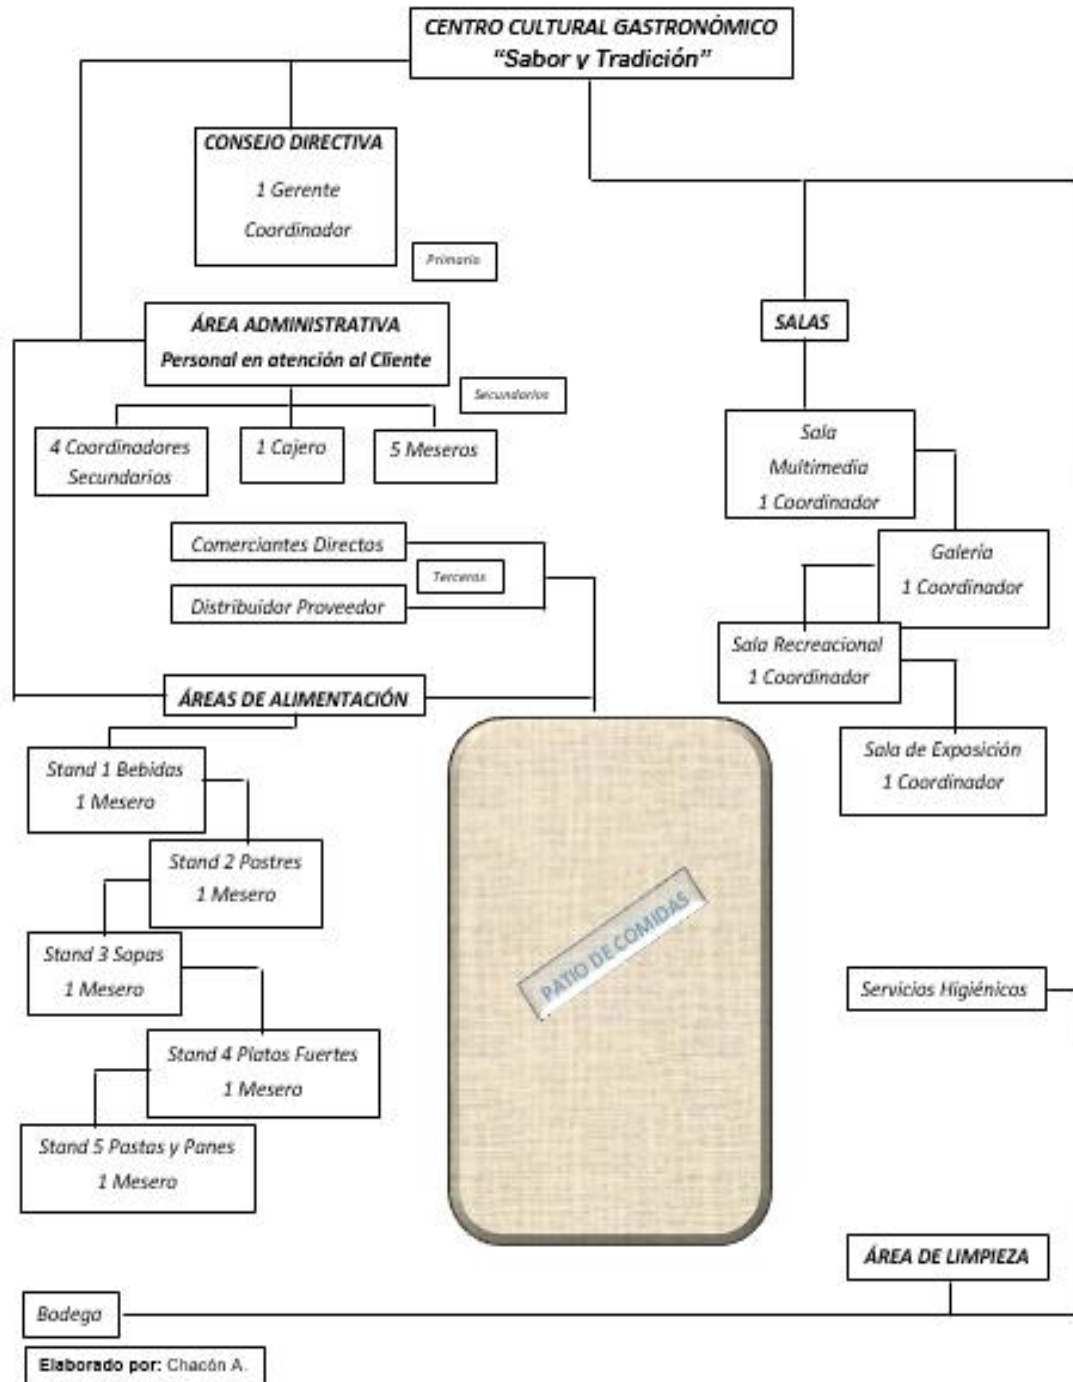 CENTRO CULTURAL GASTRONÓMICO
“Sabor y Tradición”
CONSEJO DIRECTIVA
1 Gerente
Coordinador
Primario
ÁREA ADMINISTRATIVA
Personal en atención al Cliente
Secundarios
4 Coordinadores
Secundarios
1 Cajero
5 Meseros
Comerciantes Directos
Terceros
Distribuidor Proveedor
ÁREAS DE ALIMENTACIÓN
Stand 1 Bebidas
1 Mesero
Stand 2 Postres
1 Mesero
Stand 3 Sopas
1 Mesero
Stand 4 Platos Fuertes
1 Mesero
Stand 5 Pastas y Panes
1 Mesero
PATIO DE COMIDAS
SALAS
Sala
Multimedia
1 Coordinador
Galería
1 Coordinador
Sala Recreacional
1 Coordinador
Sala de Exposición
1 Coordinador
Servicios Higiénicos
ÁREA DE LIMPIEZA
Bodega
Elaborado por: Chacón A.